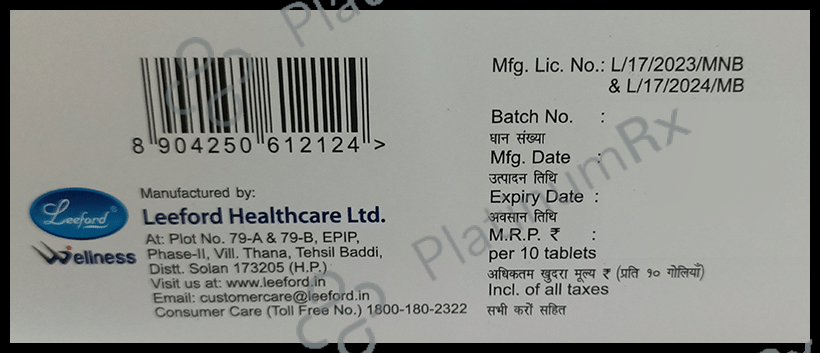 8 904250 612124 >
Leeford
Wellness
Manufactured by:
Leeford Healthcare Ltd.
At: Plot No. 79-A & 79-B, EPIP,
Phase-II, Vill. Thana, Tehsil Baddi,
Distt. Solan 173205 (H.P.)
Visit us at: www.leeford.in
Email: customercare@leeford.in
Consumer Care (Toll Free No.) 1800-180-2322
Mfg. Lic. No.: L/17/2023/MNB
& L/17/2024/MB
Batch No. :
घान संख्या
Mfg. Date :
उत्पादन तिथि
Expiry Date :
अवसान तिथि
M.R.P. ₹ :
per 10 tablets
अधिकतम खुदरा मूल्य ₹ (प्रति १० गोलियाँ)
Incl. of all taxes
सभी करों सहित
PlatinumRx